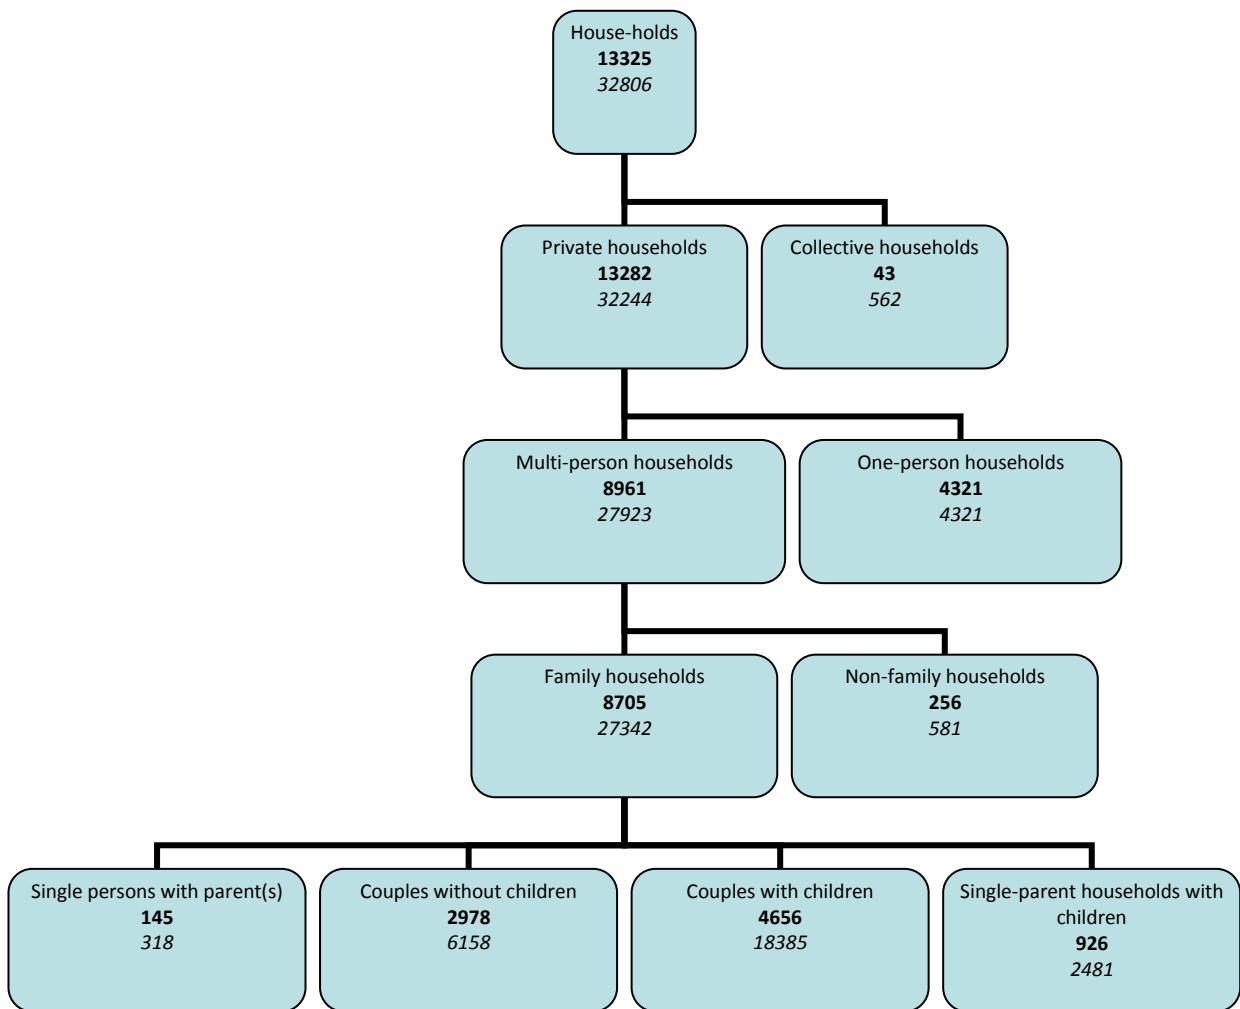 House-holds
13325
32806
Private households
13282
32244
Collective households
43
562
Multi-person households
8961
27923
One-person households
4321
4321
Family households
8705
27342
Non-family households
256
581
Single persons with parent(s)
145
318
Couples without children
2978
6158
Couples with children
4656
18385
Single-parent households with
children
926
2481